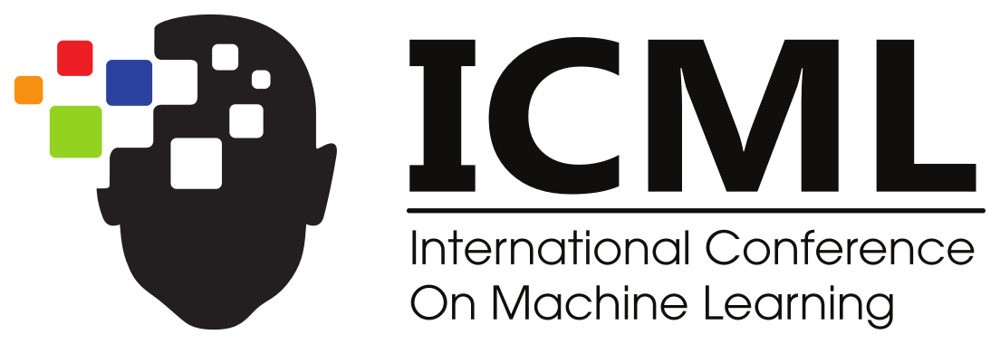 ICML
International Conference
On Machine Learning